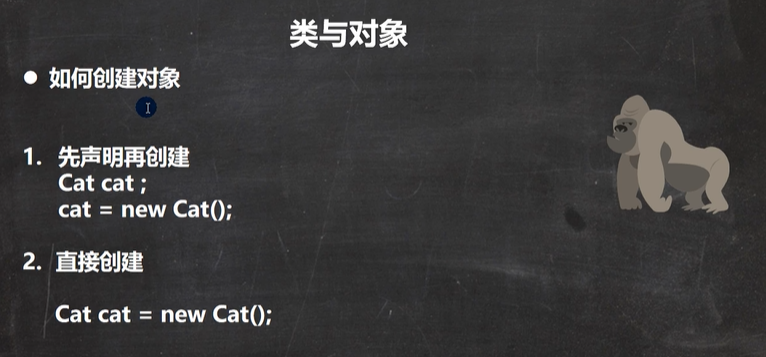 类与对象
● 如何创建对象
1. 先声明再创建
Cat cat ;
cat = new Cat();
2. 直接创建
Cat cat = new Cat();